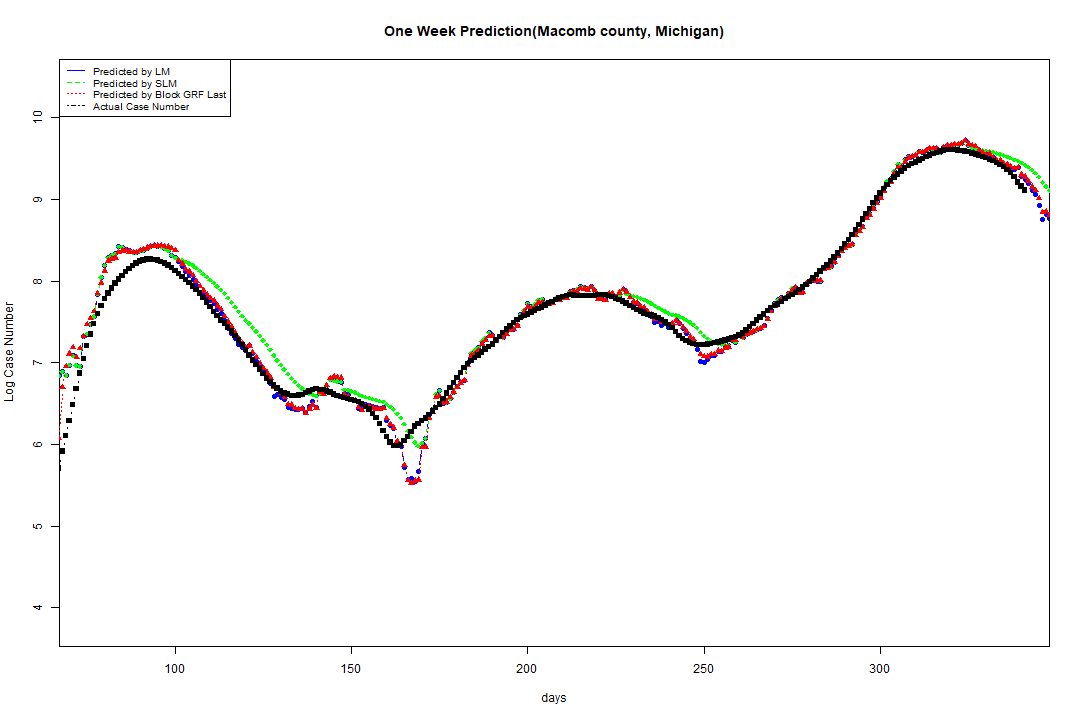 One Week Prediction(Macomb county, Michigan)
Predicted by LM
Predicted by SLM
Predicted by Block GRF Last
Actual Case Number
Log Case Number
10
9
8
7
6
5
4
100 150 200 250 300
days